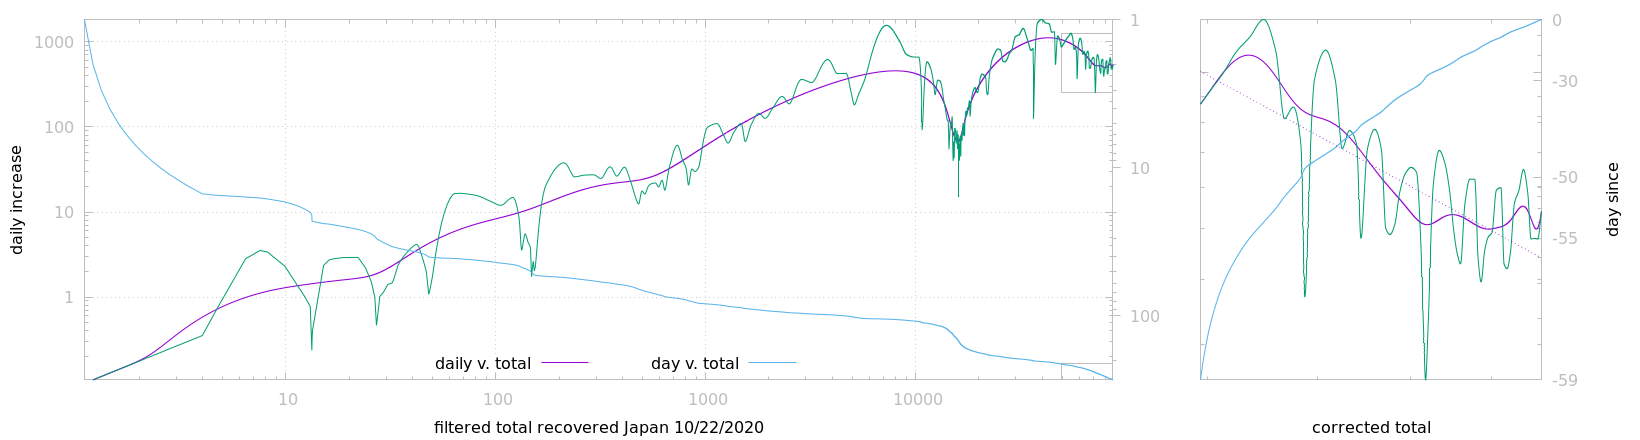 1000
100
10
1
daily increase
10
100
1000
10000
filtered total recovered Japan 10/22/2020
daily v. total
day v. total
1
10
100
0
-30
-50
-55
-59
day since
corrected total